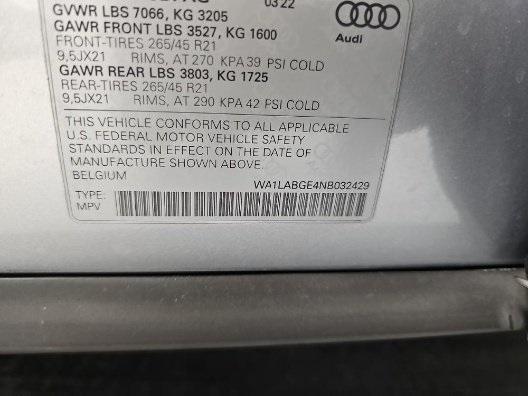 03/22
GVWR LBS 7066, KG 3205
GAWR FRONT LBS 3527, KG 1600
FRONT-TIRES 265/45 R21
9,5JX21 RIMS, AT 270 KPA 39 PSI COLD
Audi
GAWR REAR LBS 3803, KG 1725
REAR-TIRES 265/45 R21
9,5JX21 RIMS, AT 290 KPA 42 PSI COLD
THIS VEHICLE CONFORMS TO ALL APPLICABLE
U.S. FEDERAL MOTOR VEHICLE SAFETY
STANDARDS IN EFFECT ON THE DATE OF
MANUFACTURE SHOWN ABOVE.
BELGIUM
WA1LABGE4NB032429
TYPE:
MPV